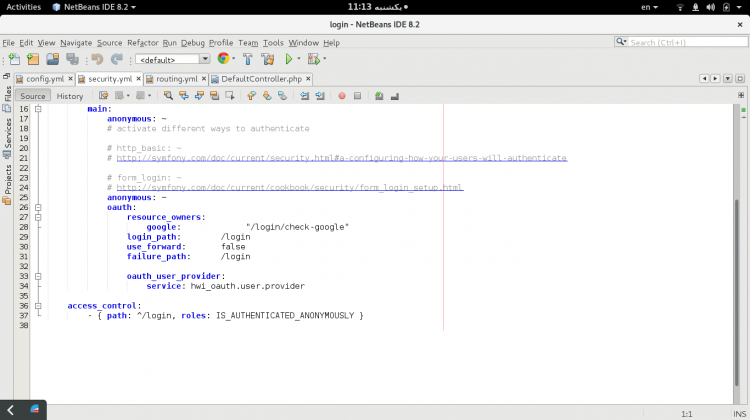 Activities NetBeans IDE 8.2 11:13 یکشنبه en
login - NetBeans IDE 8.2 ×
File Edit View Navigate Source Refactor Run Debug Profile Team Tools Window Help Search (Ctrl+I)
<default>
config.yml security.yml routing.yml DefaultController.php
Source History
Files
Services
Projects
16 main:
17 anonymous: ~
18 # activate different ways to authenticate
19
20 # http_basic: ~
21 # http://symfony.com/doc/current/security.html#a-configuring-how-your-users-will-authenticate
22
23 # form_login: ~
24 # http://symfony.com/doc/current/cookbook/security/form_login_setup.html
25 anonymous: ~
26 oauth:
27 resource_owners:
28 google: "/login/check-google"
29 login_path: /login
30 use_forward: false
31 failure_path: /login
32
33 oauth_user_provider:
34 service: hwi_oauth.user.provider
35
36 access_control:
37 - { path: ^/login, roles: IS_AUTHENTICATED_ANONYMOUSLY }
38
1:1 INS